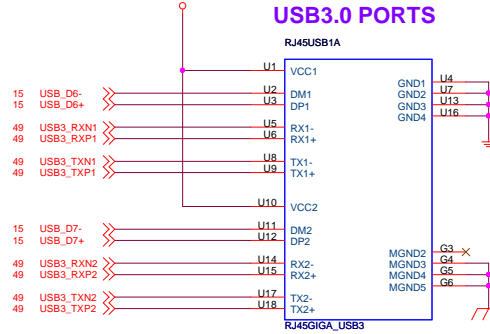 USB3.0 PORTS
RJ45USB1A
U1 VCC1
GND1 U4
15 USB_D6- U2 DM1
GND2 U7
15 USB_D6+ U3 DP1
GND3 U13
GND4 U16
49 USB3_RXN1 U5 RX1-
49 USB3_RXP1 U6 RX1+
49 USB3_TXN1 U8 TX1-
49 USB3_TXP1 U9 TX1+
U10 VCC2
15 USB_D7- U11 DM2
15 USB_D7+ U12 DP2
MGND2 G3
49 USB3_RXN2 U14 RX2-
MGND3 G4
49 USB3_RXP2 U15 RX2+
MGND4 G5
MGND5 G6
49 USB3_TXN2 U17 TX2-
49 USB3_TXP2 U18 TX2+
RJ45GIGA_USB3